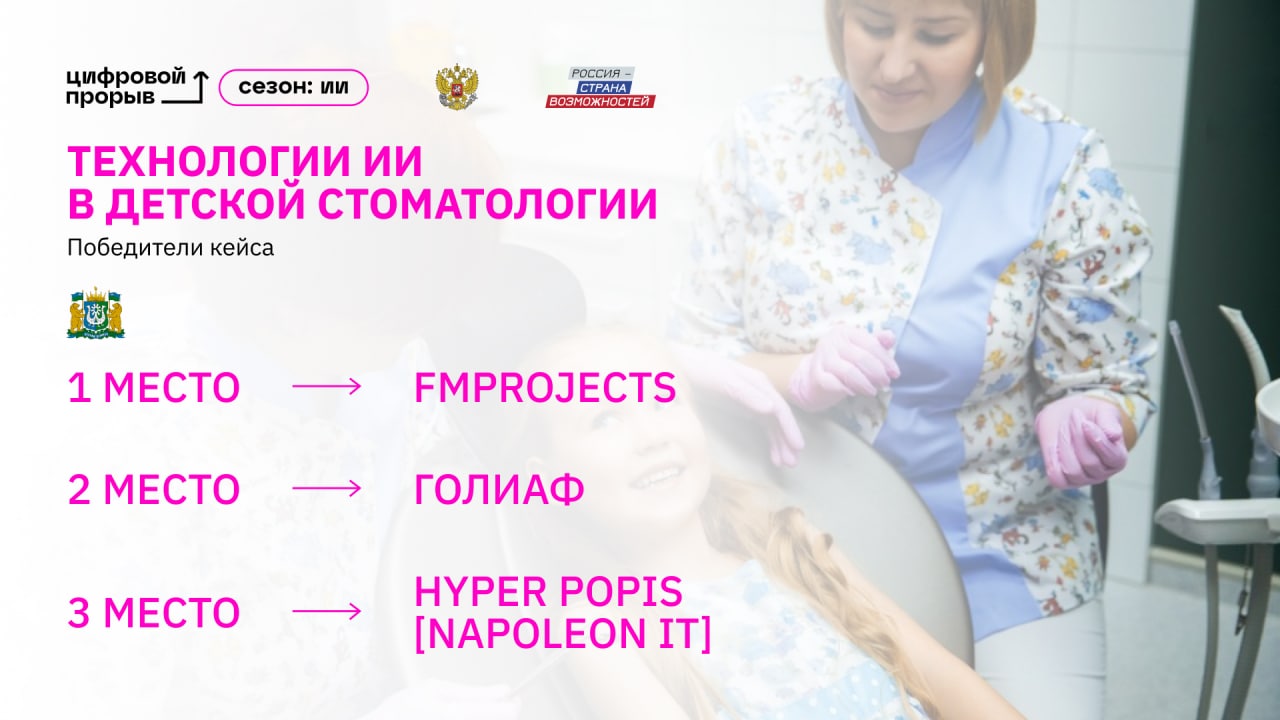 цифровой
прорыв
сезон: ии
РОССИЯ –
СТРАНА
ВОЗМОЖНОСТЕЙ
ТЕХНОЛОГИИ ИИ
В ДЕТСКОЙ СТОМАТОЛОГИИ
Победители кейса
1 МЕСТО
FMPROJECTS
2 МЕСТО
ГОЛИАФ
3 МЕСТО
HYPER POPIS
[NAPOLEON IT]